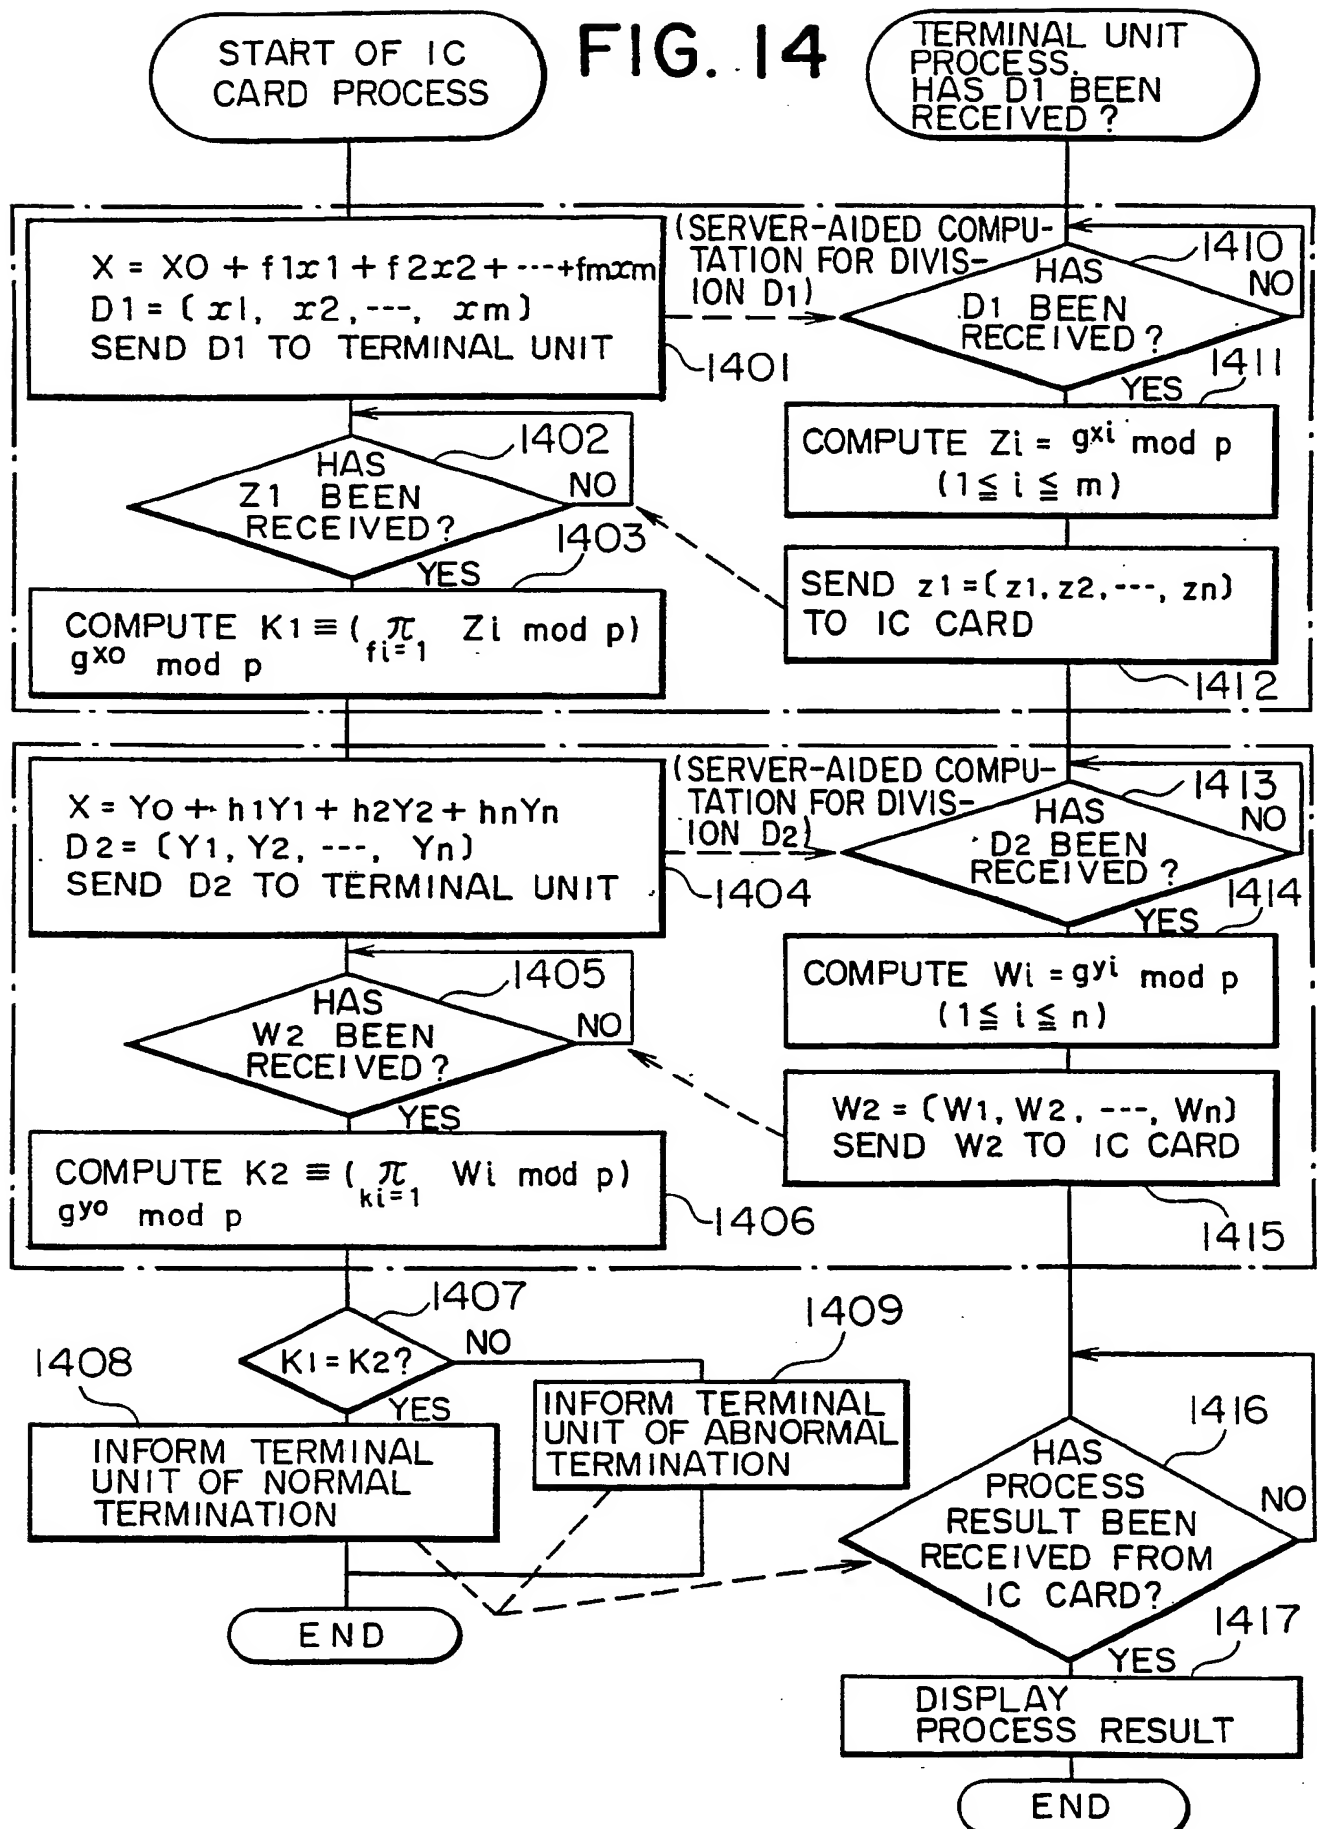 FIG. 14
START OF IC
CARD PROCESS
TERMINAL UNIT
PROCESS.
HAS D1 BEEN
RECEIVED?
X = X0 + f1x1 + f2x2 + ---+fmxm
D1 = (x1, x2, ---, xm)
SEND D1 TO TERMINAL UNIT
1401
(SERVER-AIDED COMPU-
TATION FOR DIVIS-
ION D1)
HAS
D1 BEEN
RECEIVED?
1410
NO
YES
1411
COMPUTE Zi = gxi mod p
(1 ≦ i ≦ m)
HAS
Z1 BEEN
RECEIVED?
1402
NO
YES
1403
SEND z1 = (z1, z2, ---, zn)
TO IC CARD
1412
COMPUTE K1 ≡ (π Zi mod p)
fi=1
gxo mod p
X = Y0 + h1Y1 + h2Y2 + hnYn
D2 = (Y1, Y2, ---, Yn)
SEND D2 TO TERMINAL UNIT
1404
(SERVER-AIDED COMPU-
TATION FOR DIVIS-
ION D2)
HAS
D2 BEEN
RECEIVED?
1413
NO
YES
1414
COMPUTE Wi = gyi mod p
(1 ≦ i ≦ n)
HAS
W2 BEEN
RECEIVED?
1405
NO
YES
W2 = (W1, W2, ---, Wn)
SEND W2 TO IC CARD
1415
COMPUTE K2 ≡ (π Wi mod p)
ki=1
gyo mod p
1406
K1 = K2?
1407
NO
YES
1408
INFORM TERMINAL
UNIT OF NORMAL
TERMINATION
1409
INFORM TERMINAL
UNIT OF ABNORMAL
TERMINATION
END
HAS
PROCESS
RESULT BEEN
RECEIVED FROM
IC CARD?
1416
NO
YES
1417
DISPLAY
PROCESS RESULT
END